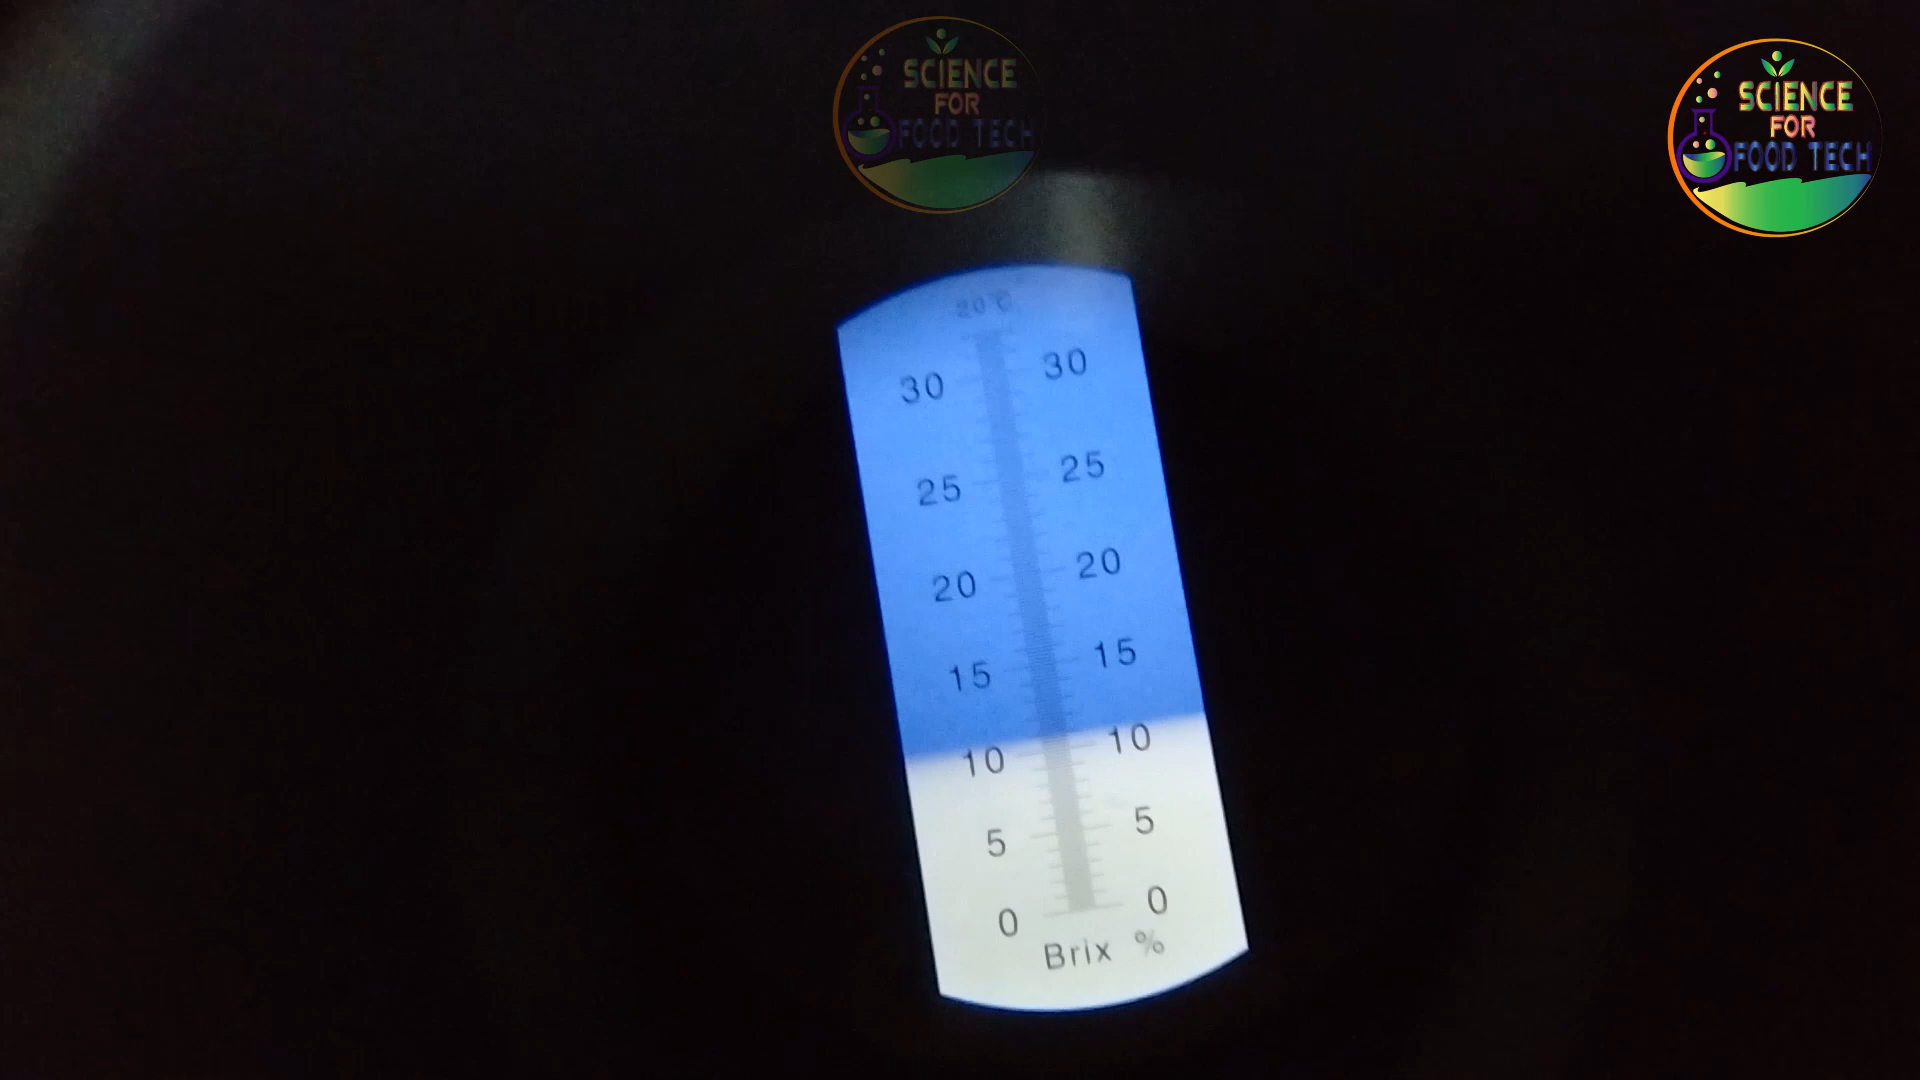 SCIENCE
FOR
FOOD TECH
SCIENCE
FOR
FOOD TECH
20°C
30 30
25 25
20 20
15 15
10 10
5 5
0 0
Brix %